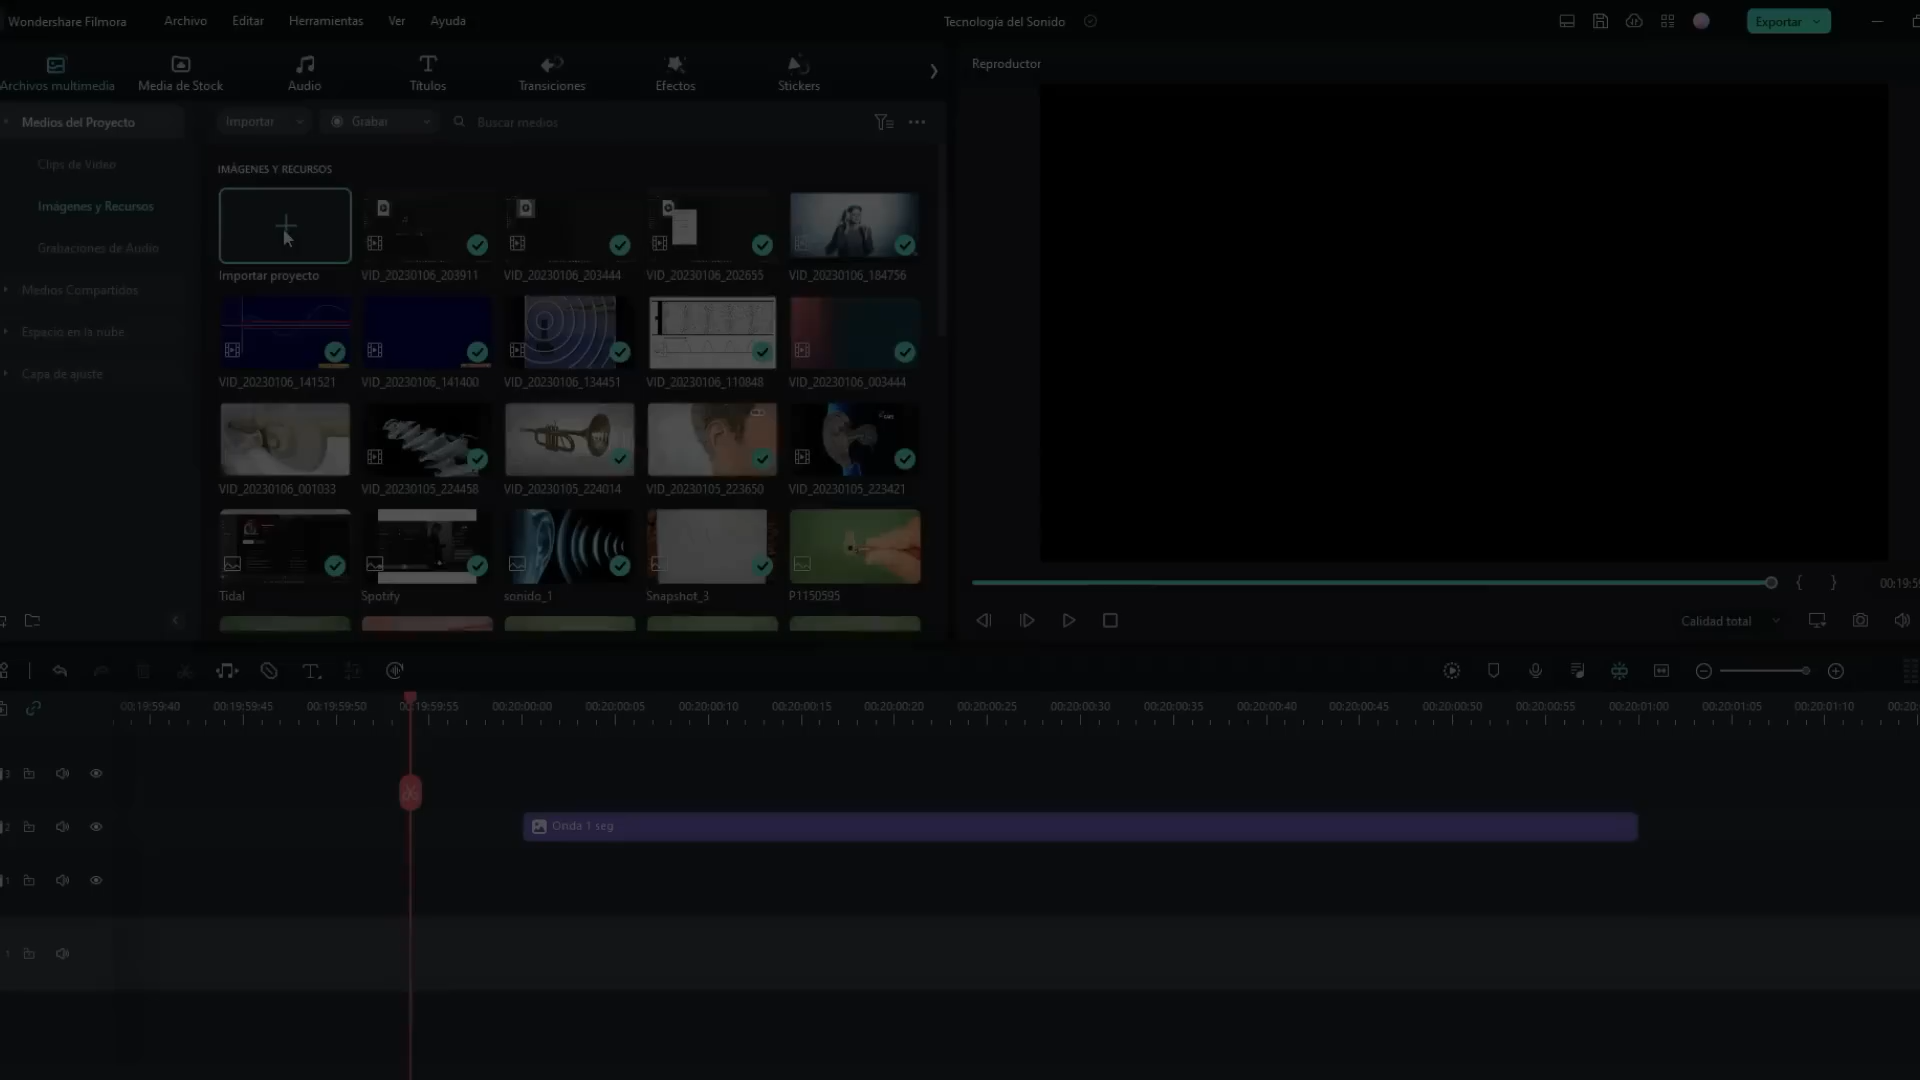 Wondershare Filmora
Archivo
Editar
Herramientas
Ver
Ayuda
Tecnología del Sonido
Exportar
Archivos multimedia
Media de Stock
Audio
Títulos
Transiciones
Efectos
Stickers
Reproductor
Medios del Proyecto
Importar
Grabar
Buscar medios
Clips de Video
Imágenes y Recursos
Grabaciones de Audio
Medios Compartidos
Espacio en la nube
Capa de ajuste
IMÁGENES Y RECURSOS
Importar proyecto
VID_20230106_203911
VID_20230106_203444
VID_20230106_202655
VID_20230106_184756
VID_20230106_141521
VID_20230106_141400
VID_20230106_134451
VID_20230106_110848
VID_20230106_003444
VID_20230106_001033
VID_20230105_224458
VID_20230105_224014
VID_20230105_223650
VID_20230105_223421
Tidal
Spotify
sonido_1
Snapshot_3
P1150595
00:19:59
Calidad total
00:19:59:40
00:19:59:45
00:19:59:50
00:19:59:55
00:20:00:00
00:20:00:05
00:20:00:10
00:20:00:15
00:20:00:20
00:20:00:25
00:20:00:30
00:20:00:35
00:20:00:40
00:20:00:45
00:20:00:50
00:20:00:55
00:20:01:00
00:20:01:05
00:20:01:10
00:20:
3
2
Onda 1 seg
1
1